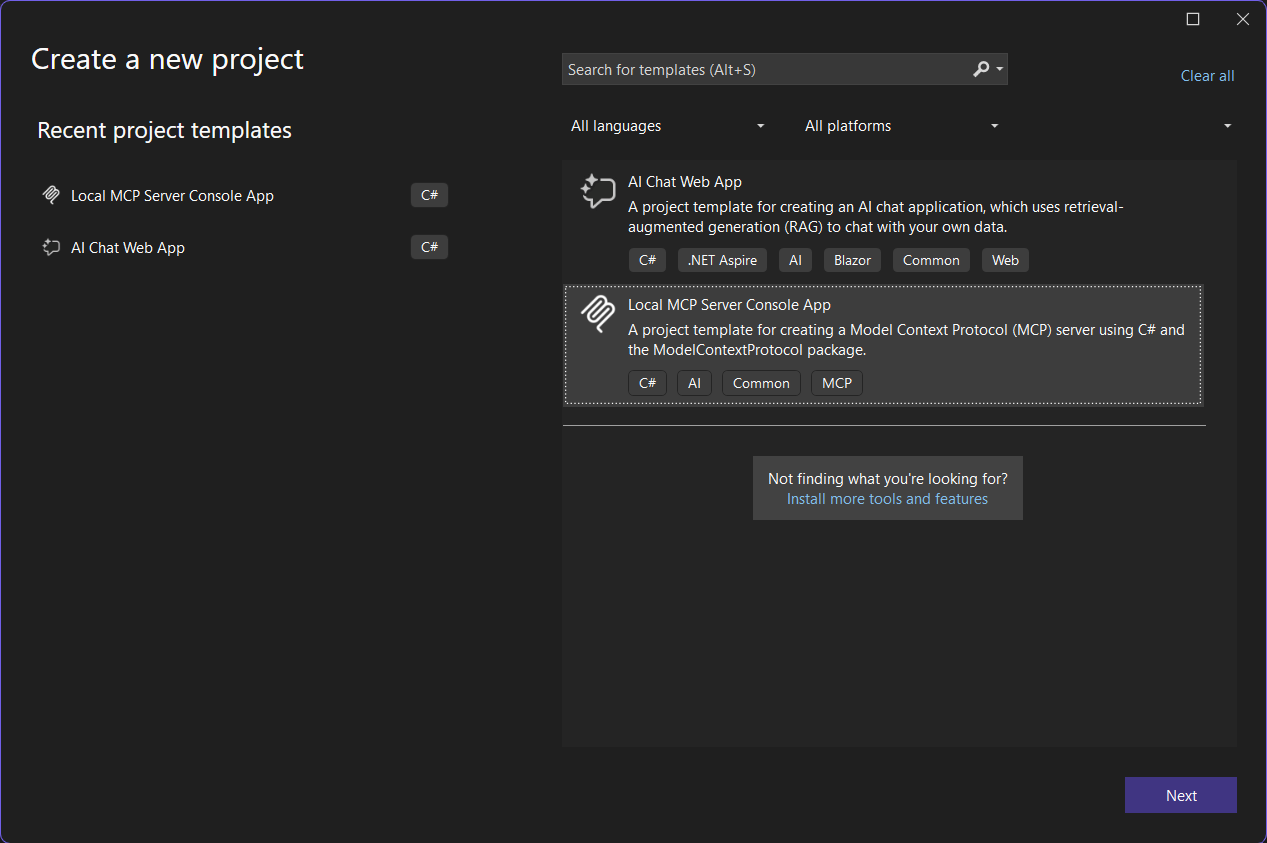 Create a new project
Search for templates (Alt+S)
Clear all
Recent project templates
All languages
All platforms
Local MCP Server Console App
C#
AI Chat Web App
C#
AI Chat Web App
A project template for creating an AI chat application, which uses retrieval-
augmented generation (RAG) to chat with your own data.
C# .NET Aspire AI Blazor Common Web
Local MCP Server Console App
A project template for creating a Model Context Protocol (MCP) server using C# and
the ModelContextProtocol package.
C# AI Common MCP
Not finding what you're looking for?
Install more tools and features
Next